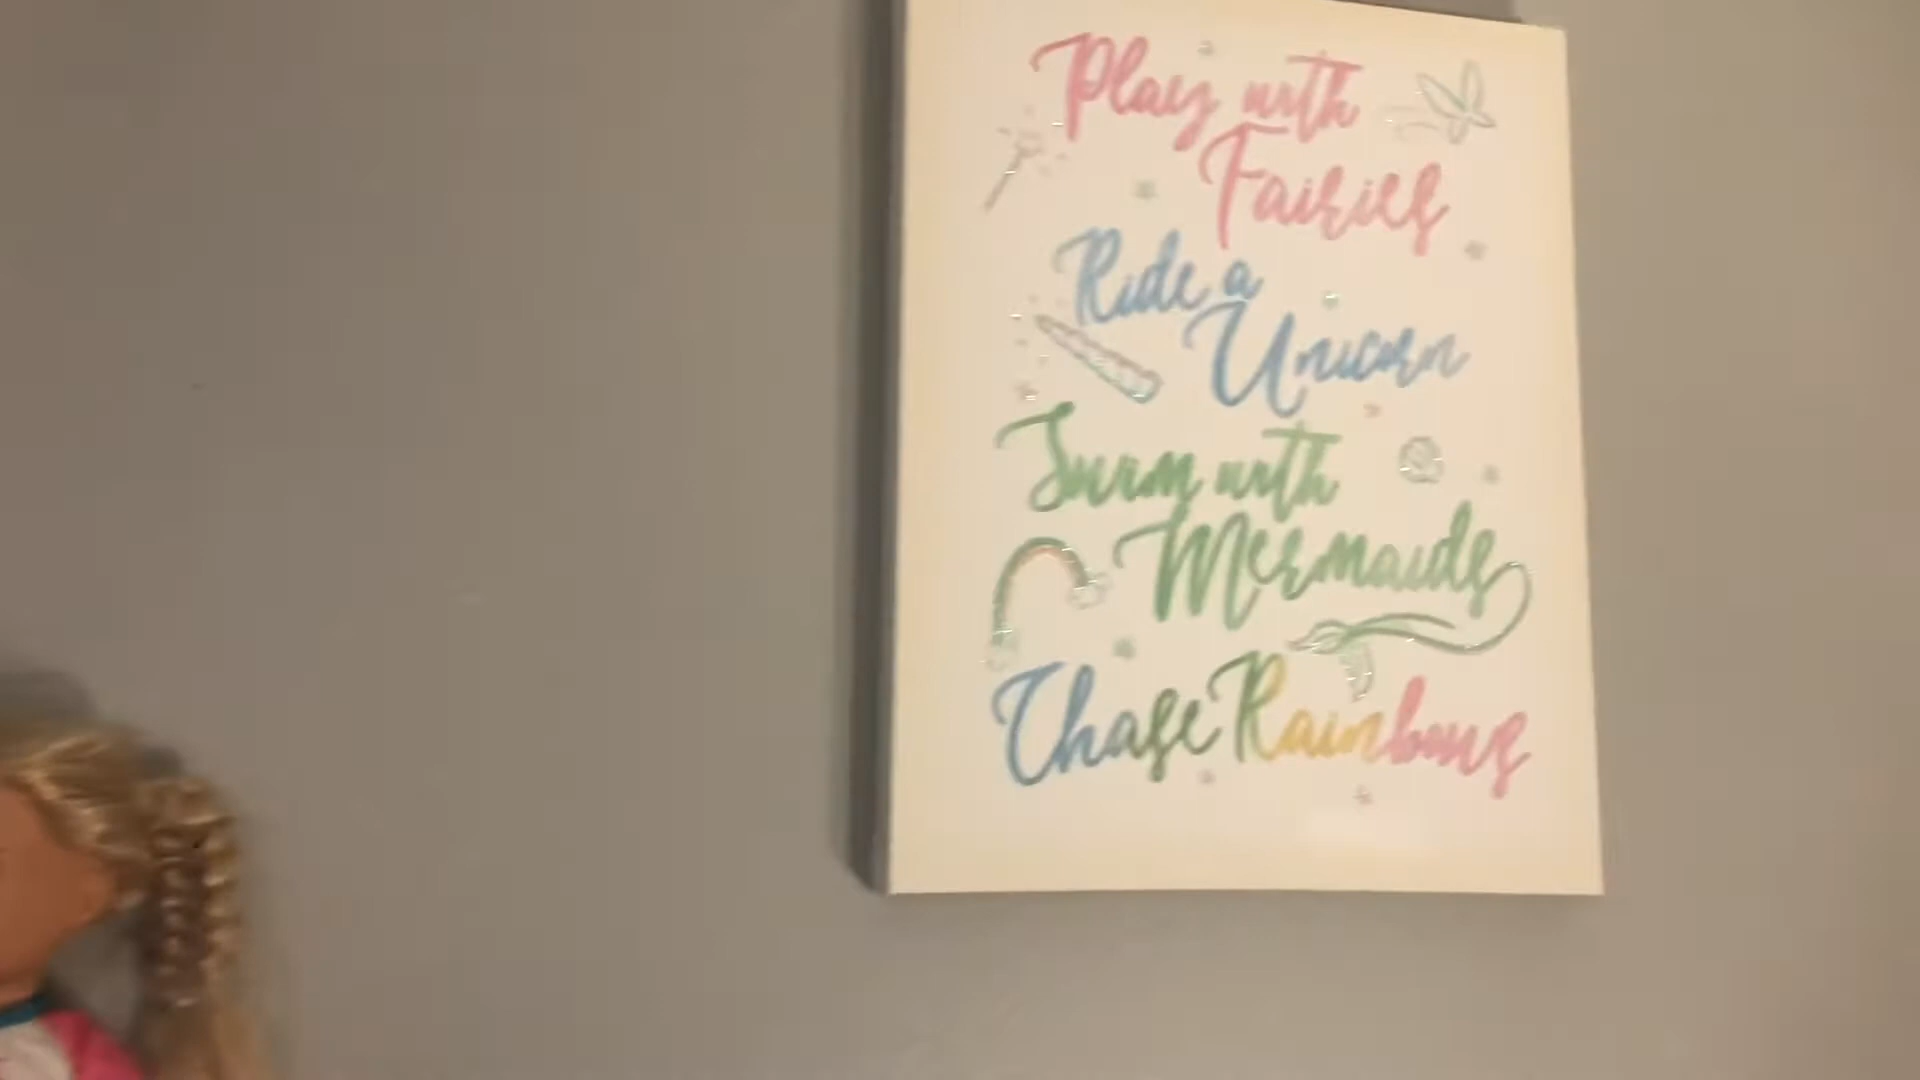 Play with
Fairies
Ride a
Unicorn
Swim with
Mermaids
Chase Rainbows